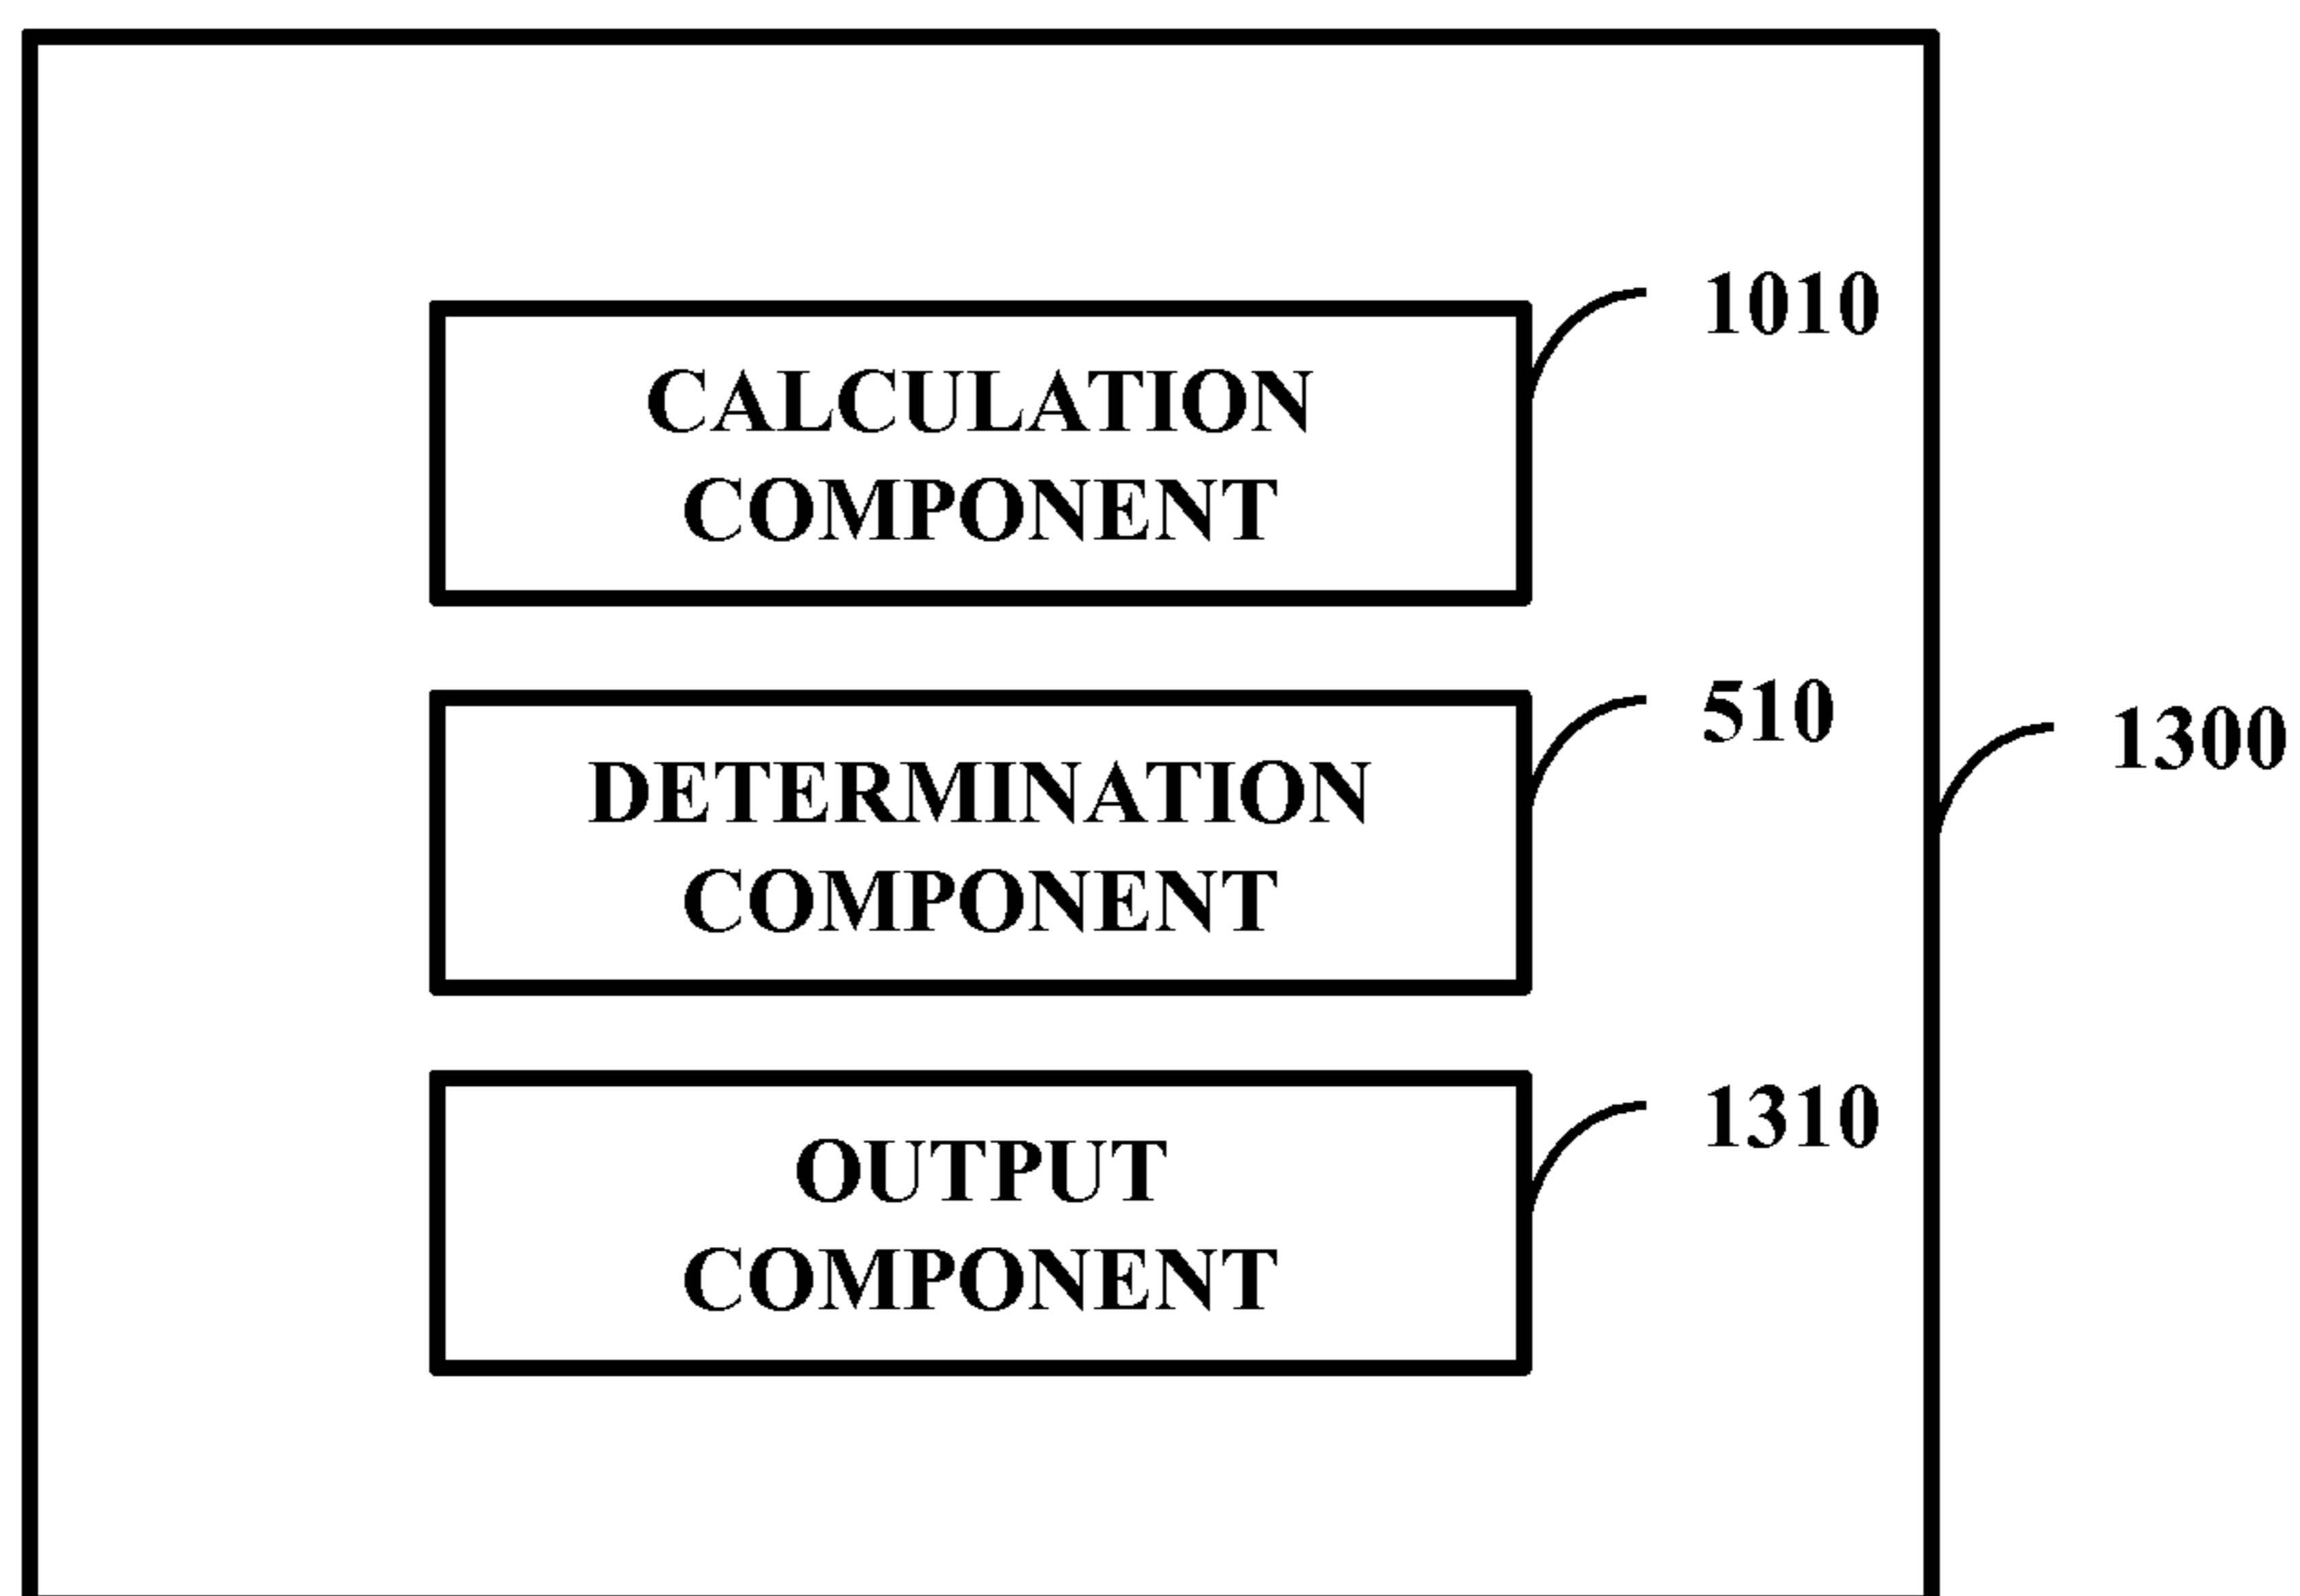 1010
CALCULATION
COMPONENT
510
1300
DETERMINATION
COMPONENT
1310
OUTPUT
COMPONENT